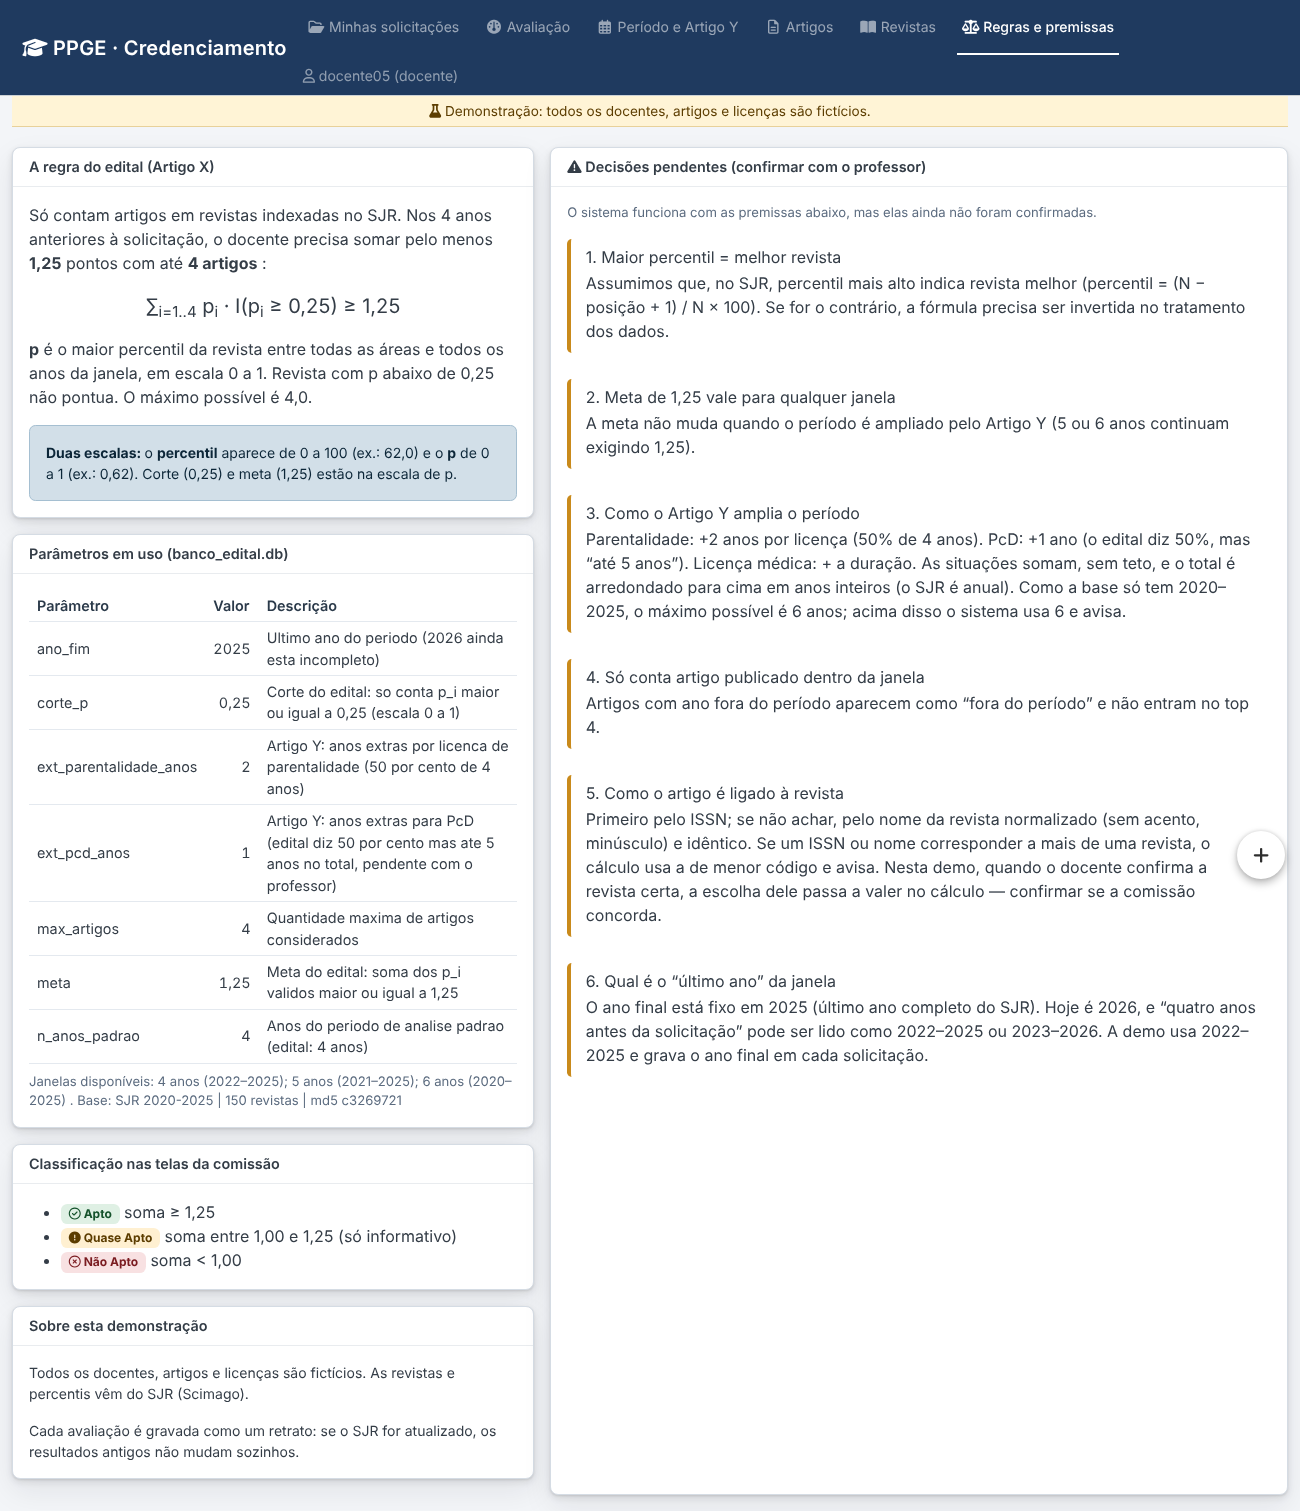 PPGE · Credenciamento
Minhas solicitações
Avaliação
Período e Artigo Y
Artigos
Revistas
Regras e premissas
docente05 (docente)
Demonstração: todos os docentes, artigos e licenças são fictícios.
A regra do edital (Artigo X)
Só contam artigos em revistas indexadas no SJR. Nos 4 anos
anteriores à solicitação, o docente precisa somar pelo menos
1,25 pontos com até 4 artigos :
∑i=1..4 pi · I(pi ≥ 0,25) ≥ 1,25
p é o maior percentil da revista entre todas as áreas e todos os
anos da janela, em escala 0 a 1. Revista com p abaixo de 0,25
não pontua. O máximo possível é 4,0.
Duas escalas: o percentil aparece de 0 a 100 (ex.: 62,0) e o p de 0
a 1 (ex.: 0,62). Corte (0,25) e meta (1,25) estão na escala de p.
Parâmetros em uso (banco_edital.db)
Parâmetro Valor Descrição
ano_fim 2025 Ultimo ano do periodo (2026 ainda
esta incompleto)
corte_p 0,25 Corte do edital: so conta p_i maior
ou igual a 0,25 (escala 0 a 1)
ext_parentalidade_anos 2 Artigo Y: anos extras por licenca de
parentalidade (50 por cento de 4
anos)
ext_pcd_anos 1 Artigo Y: anos extras para PcD
(edital diz 50 por cento mas ate 5
anos no total, pendente com o
professor)
max_artigos 4 Quantidade maxima de artigos
considerados
meta 1,25 Meta do edital: soma dos p_i
validos maior ou igual a 1,25
n_anos_padrao 4 Anos do periodo de analise padrao
(edital: 4 anos)
Janelas disponíveis: 4 anos (2022–2025); 5 anos (2021–2025); 6 anos (2020–
2025) . Base: SJR 2020-2025 | 150 revistas | md5 c3269721
Classificação nas telas da comissão
Apto soma ≥ 1,25
Quase Apto soma entre 1,00 e 1,25 (só informativo)
Não Apto soma < 1,00
Sobre esta demonstração
Todos os docentes, artigos e licenças são fictícios. As revistas e
percentis vêm do SJR (Scimago).
Cada avaliação é gravada como um retrato: se o SJR for atualizado, os
resultados antigos não mudam sozinhos.
Decisões pendentes (confirmar com o professor)
O sistema funciona com as premissas abaixo, mas elas ainda não foram confirmadas.
1. Maior percentil = melhor revista
Assumimos que, no SJR, percentil mais alto indica revista melhor (percentil = (N −
posição + 1) / N × 100). Se for o contrário, a fórmula precisa ser invertida no tratamento
dos dados.
2. Meta de 1,25 vale para qualquer janela
A meta não muda quando o período é ampliado pelo Artigo Y (5 ou 6 anos continuam
exigindo 1,25).
3. Como o Artigo Y amplia o período
Parentalidade: +2 anos por licença (50% de 4 anos). PcD: +1 ano (o edital diz 50%, mas
“até 5 anos”). Licença médica: + a duração. As situações somam, sem teto, e o total é
arredondado para cima em anos inteiros (o SJR é anual). Como a base só tem 2020–
2025, o máximo possível é 6 anos; acima disso o sistema usa 6 e avisa.
4. Só conta artigo publicado dentro da janela
Artigos com ano fora do período aparecem como “fora do período” e não entram no top
4.
5. Como o artigo é ligado à revista
Primeiro pelo ISSN; se não achar, pelo nome da revista normalizado (sem acento,
minúsculo) e idêntico. Se um ISSN ou nome corresponder a mais de uma revista, o
cálculo usa a de menor código e avisa. Nesta demo, quando o docente confirma a
revista certa, a escolha dele passa a valer no cálculo — confirmar se a comissão
concorda.
6. Qual é o “último ano” da janela
O ano final está fixo em 2025 (último ano completo do SJR). Hoje é 2026, e “quatro anos
antes da solicitação” pode ser lido como 2022–2025 ou 2023–2026. A demo usa 2022–
2025 e grava o ano final em cada solicitação.
+